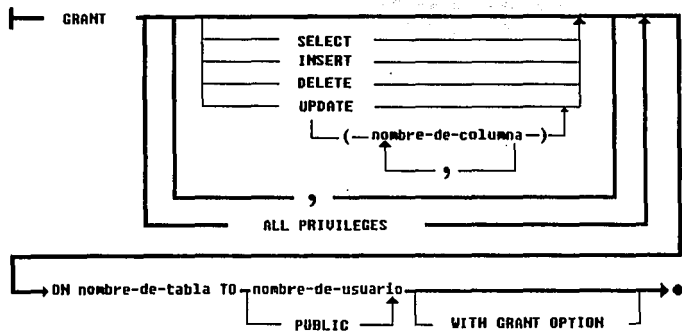 GRANT
SELECT
INSERT
DELETE
UPDATE
(nombre-de-columna)
,
,
ALL PRIVILEGES
ON nombre-de-tabla TO nombre-de-usuario
PUBLIC
WITH GRANT OPTION